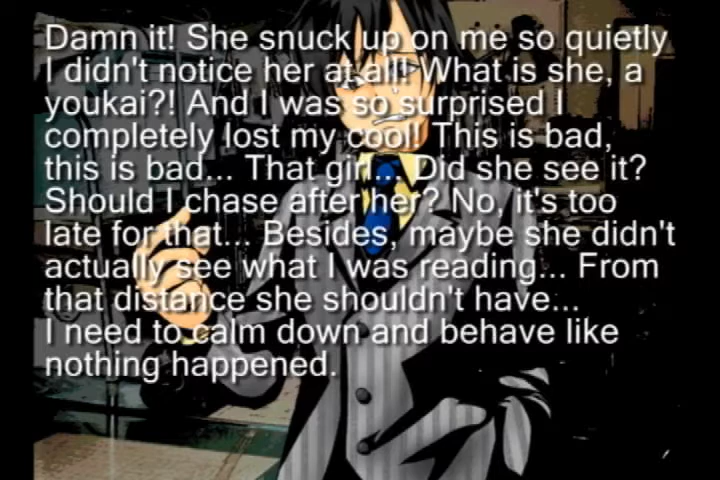 Damn it! She snuck up on me so quietly
I didn't notice her at all! What is she, a
youkai?! And I was so surprised I
completely lost my cool! This is bad,
this is bad... That girl... Did she see it?
Should I chase after her? No, it's too
late for that... Besides, maybe she didn't
actually see what I was reading... From
that distance she shouldn't have...
I need to calm down and behave like
nothing happened.